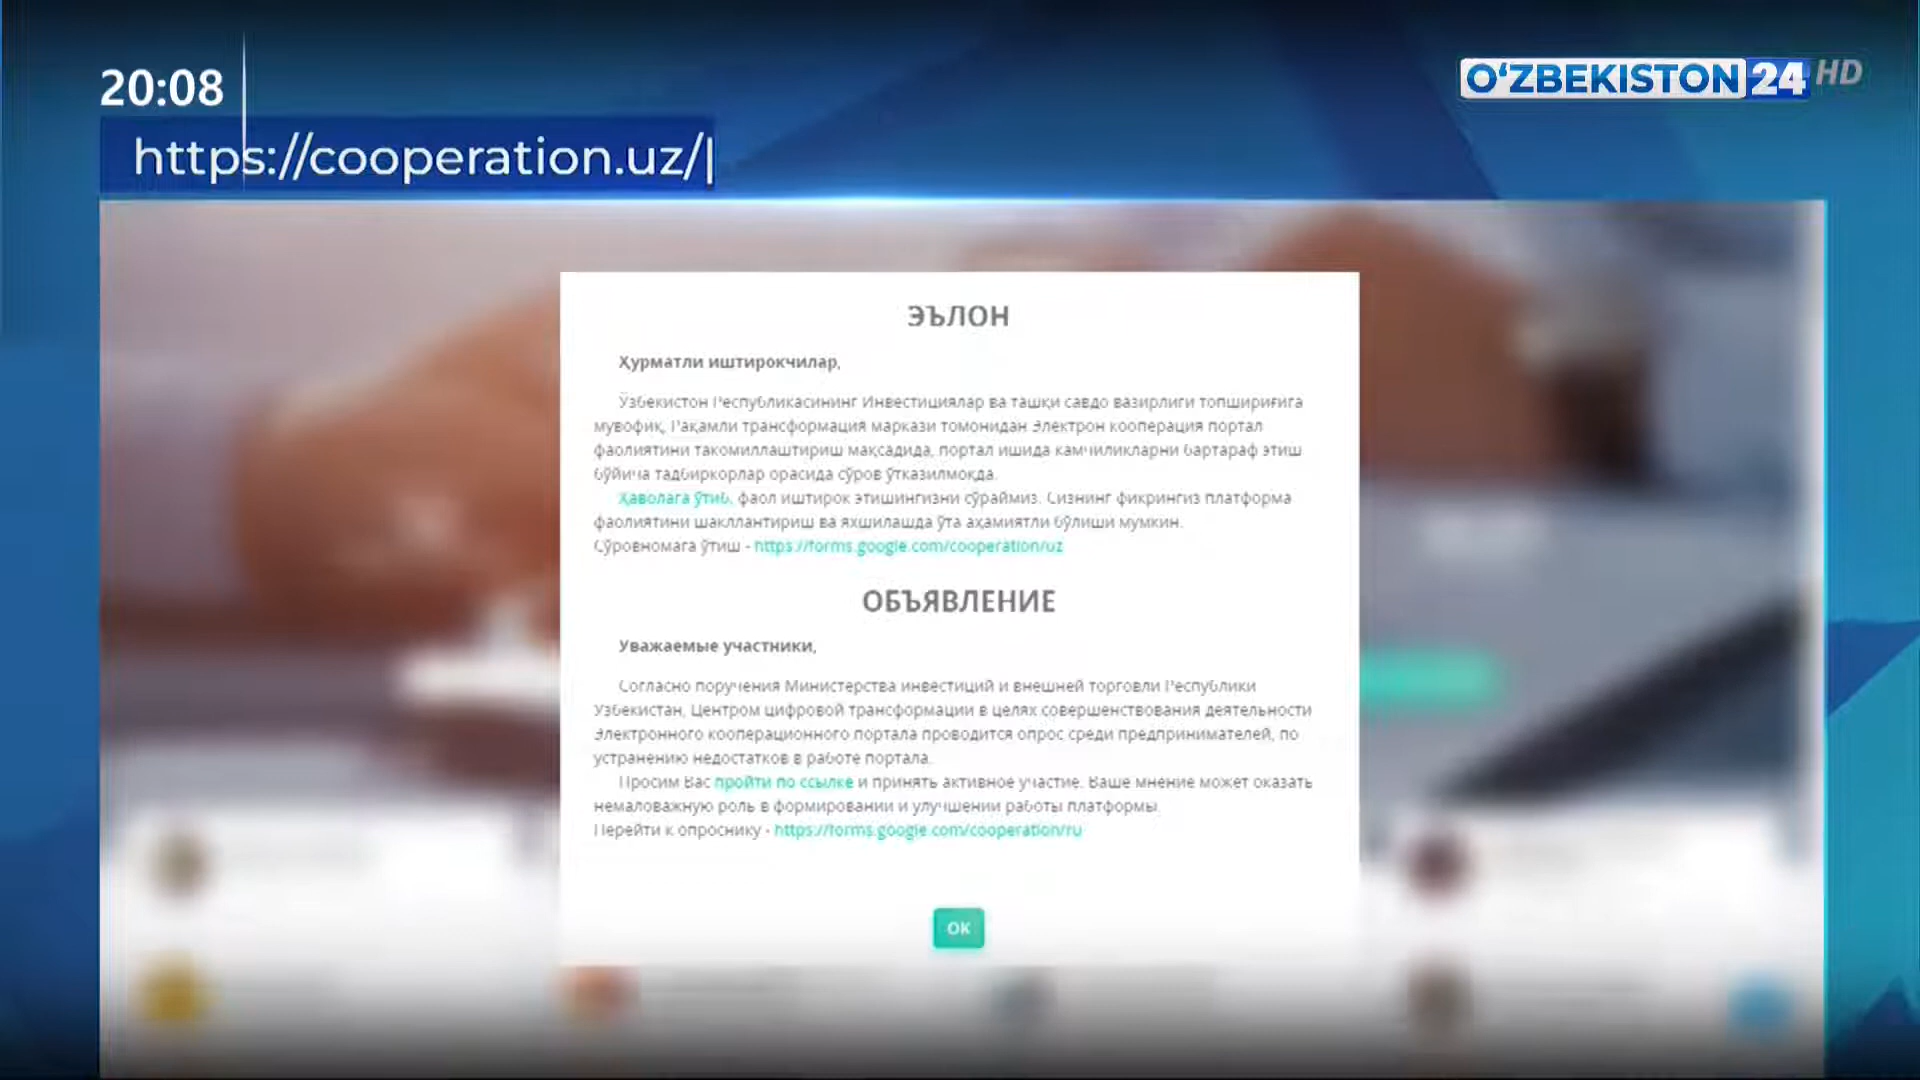 20:08
O‘ZBEKISTON 24 HD
https://cooperation.uz/
ЭЪЛОН
Ҳурматли иштирокчилар,
Ўзбекистон Республикасининг Инвестициялар ва ташқи савдо вазирлиги топшириғига
мувофиқ, Рақамли трансформация маркази томонидан Электрон кооперация портал
фаолиятини такомиллаштириш мақсадида, портал ишида камчиликларни бартараф этиш
бўйича тадбиркорлар орасида сўров ўтказилмоқда.
Ҳаволага ўтиб, фаол иштирок этишингизни сўраймиз. Сизнинг фикрингиз платформа
фаолиятини шакллантириш ва яхшилашда ўта аҳамиятли бўлиши мумкин.
Сўровномага ўтиш - https://forms.google.com/cooperation/uz
ОБЪЯВЛЕНИЕ
Уважаемые участники,
Согласно поручения Министерства инвестиций и внешней торговли Республики
Узбекистан, Центром цифровой трансформации в целях совершенствования деятельности
Электронного кооперационного портала проводится опрос среди предпринимателей, по
устранению недостатков в работе портала.
Просим Вас пройти по ссылке и принять активное участие. Ваше мнение может оказать
немаловажную роль в формировании и улучшении работы платформы.
Перейти к опроснику - https://forms.google.com/cooperation/ru
OK